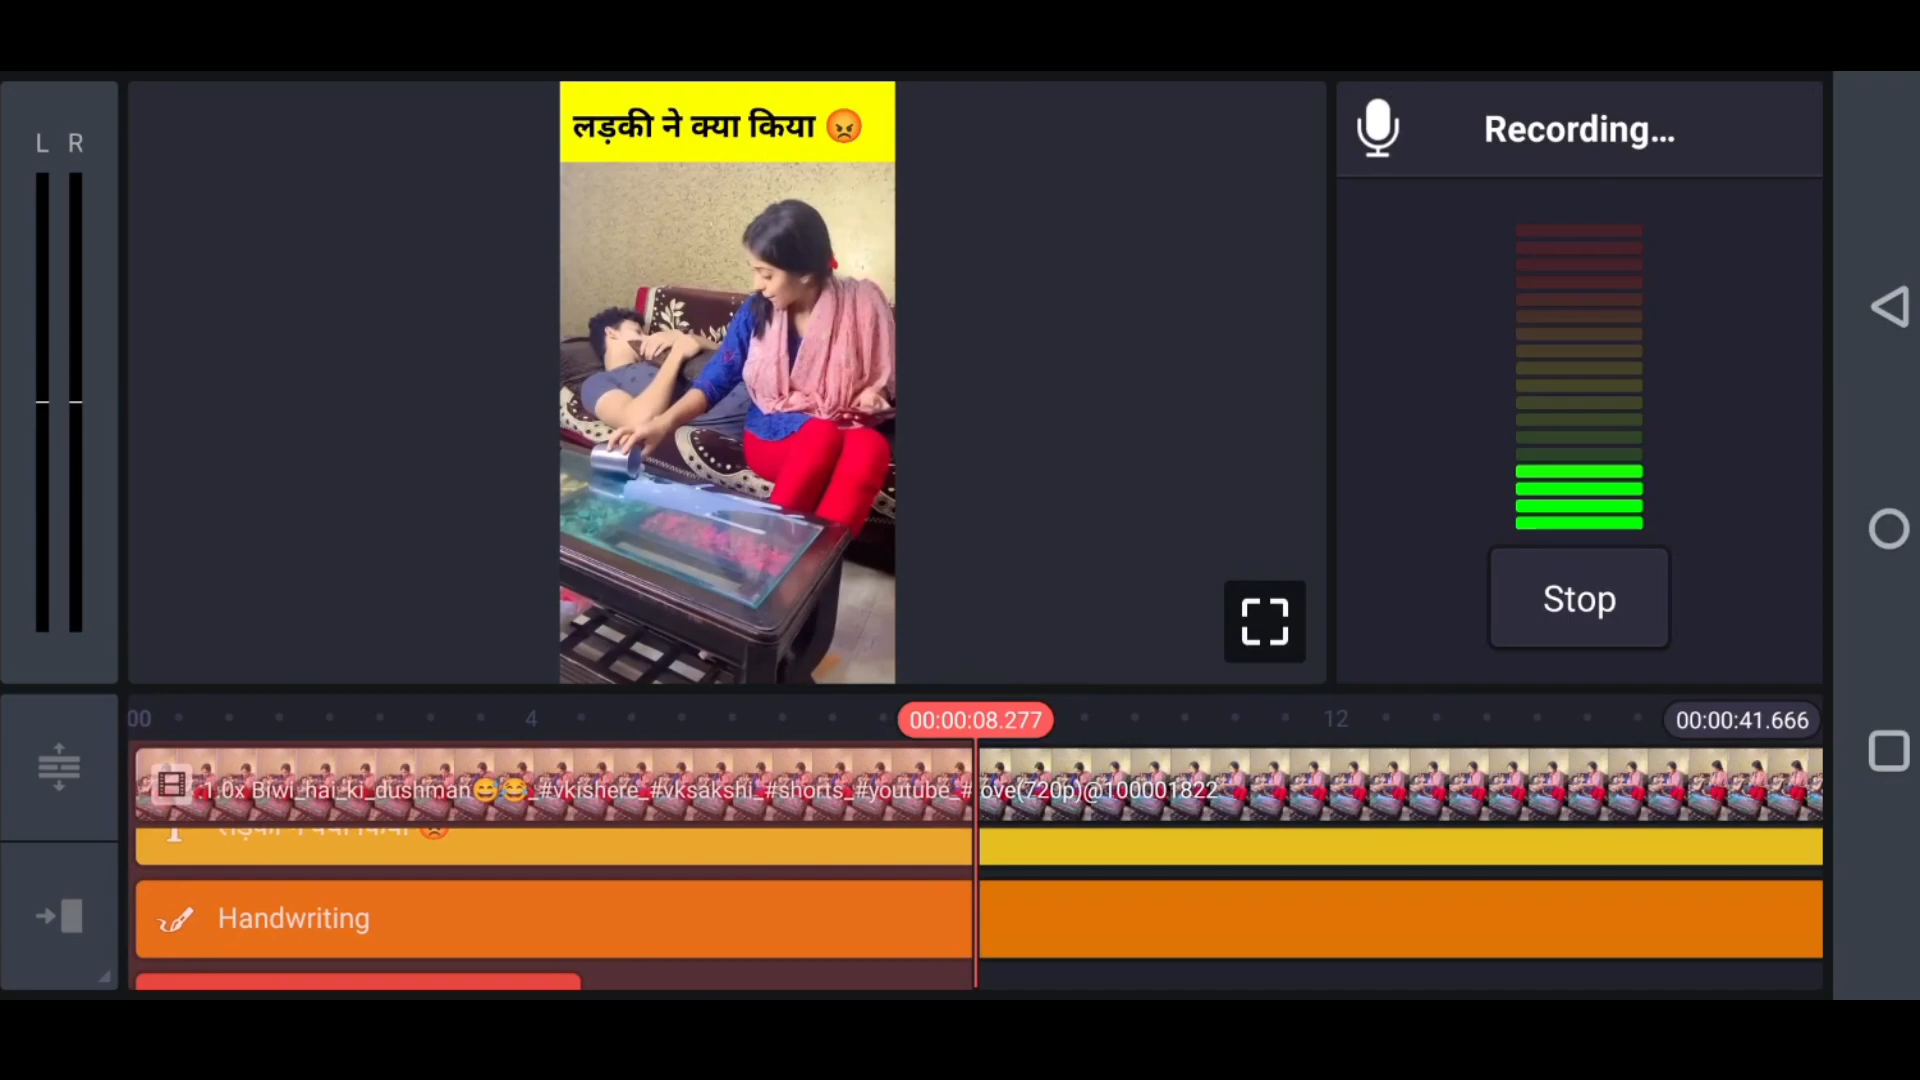 लड़की ने क्या किया 😡
Recording...
L R
Stop
00
4
00:00:08.277
12
00:00:41.666
1.0x Biwi_hai_ki_dushman😄😂_#vkishere_#vksakshi_#shorts_#youtube_#
ove(720p)@100001822
लड़की ने क्या किया 😡
Handwriting